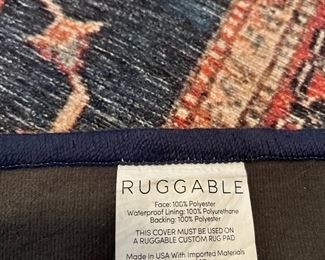 RUGGABLE
Face: 100% Polyester
Waterproof Lining: 100% Polyurethane
Backing: 100% Polyester
THIS COVER MUST BE USED ON
A RUGGABLE CUSTOM RUG PAD
Made in USA With Imported Materials